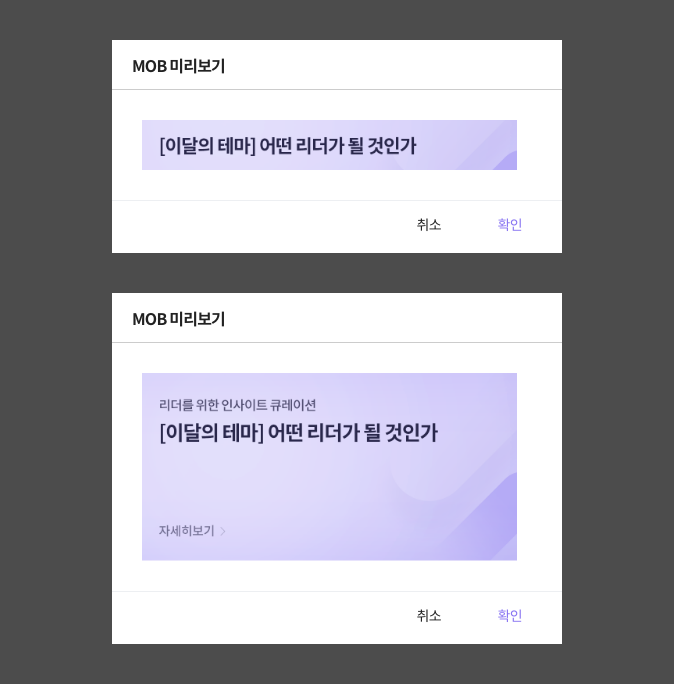 MOB 미리보기
[이달의 테마] 어떤 리더가 될 것인가
취소 확인
MOB 미리보기
리더를 위한 인사이트 큐레이션
[이달의 테마] 어떤 리더가 될 것인가
자세히보기 >
취소 확인